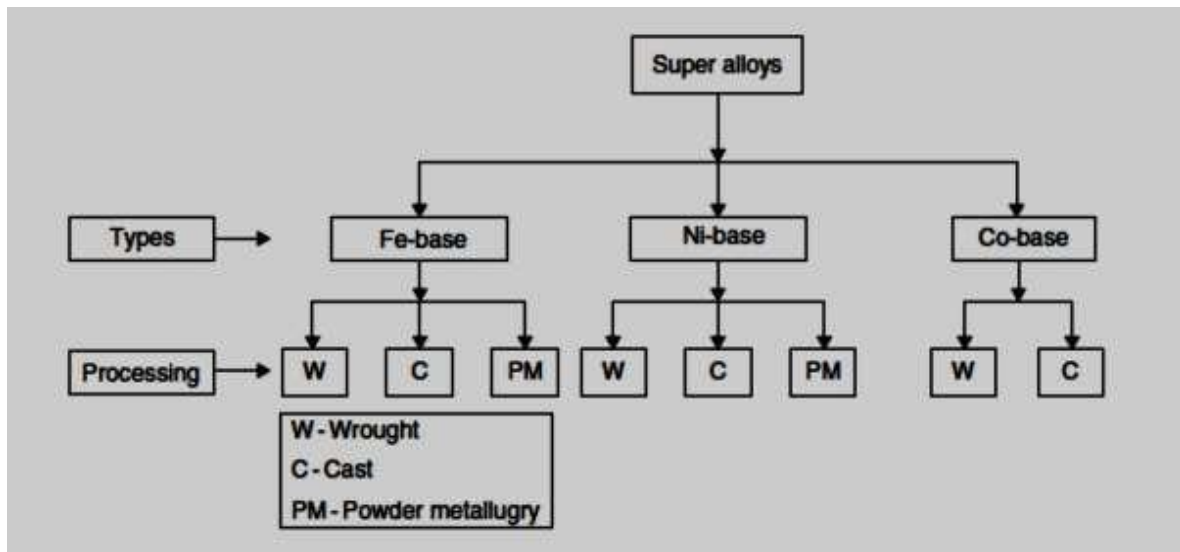 Super alloys
Types
Fe-base
Ni-base
Co-base
Processing
W
C
PM
W
C
PM
W
C
W - Wrought
C - Cast
PM - Powder metallugry